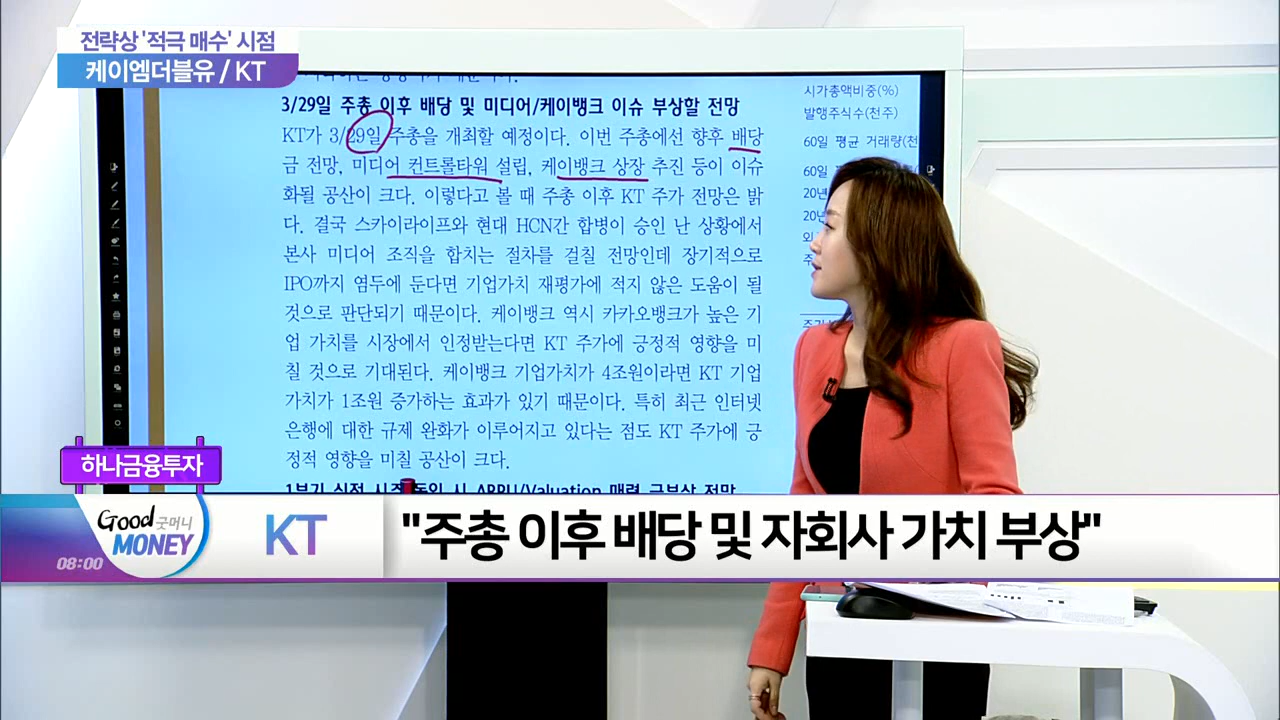 전략상 '적극 매수' 시점
케이엠더블유 / KT
3/29일 주총 이후 배당 및 미디어/케이뱅크 이슈 부상할 전망
KT가 3/29일 주총을 개최할 예정이다. 이번 주총에선 향후 배당
금 전망, 미디어 컨트롤타워 설립, 케이뱅크 상장 추진 등이 이슈
화될 공산이 크다. 이렇다고 볼 때 주총 이후 KT 주가 전망은 밝
다. 결국 스카이라이프와 현대 HCN간 합병이 승인 난 상황에서
본사 미디어 조직을 합치는 절차를 걸칠 전망인데 장기적으로
IPO까지 염두에 둔다면 기업가치 재평가에 적지 않은 도움이 될
것으로 판단되기 때문이다. 케이뱅크 역시 카카오뱅크가 높은 기
업 가치를 시장에서 인정받는다면 KT 주가에 긍정적 영향을 미
칠 것으로 기대된다. 케이뱅크 기업가치가 4조원이라면 KT 기업
가치가 1조원 증가하는 효과가 있기 때문이다. 특히 최근 인터넷
은행에 대한 규제 완화가 이루어지고 있다는 점도 KT 주가에 긍
정적 영향을 미칠 공산이 크다.
시가총액비중(%)
발행주식수(천주)
60일 평균 거래량(천
60일
20년
20년
하나금융투자
Good 굿머니
MONEY
08:00
KT
"주총 이후 배당 및 자회사 가치 부상"